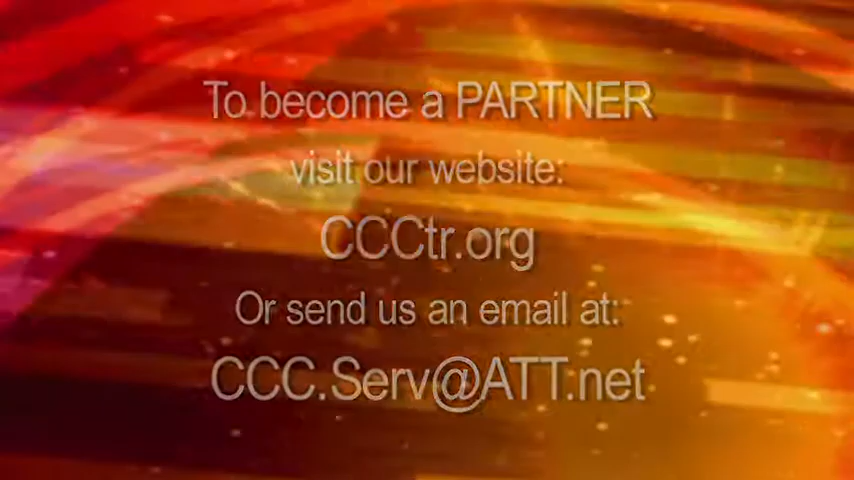 To become a PARTNER
visit our website:
CCCtr.org
Or send us an email at:
CCC.Serv@ATT.net